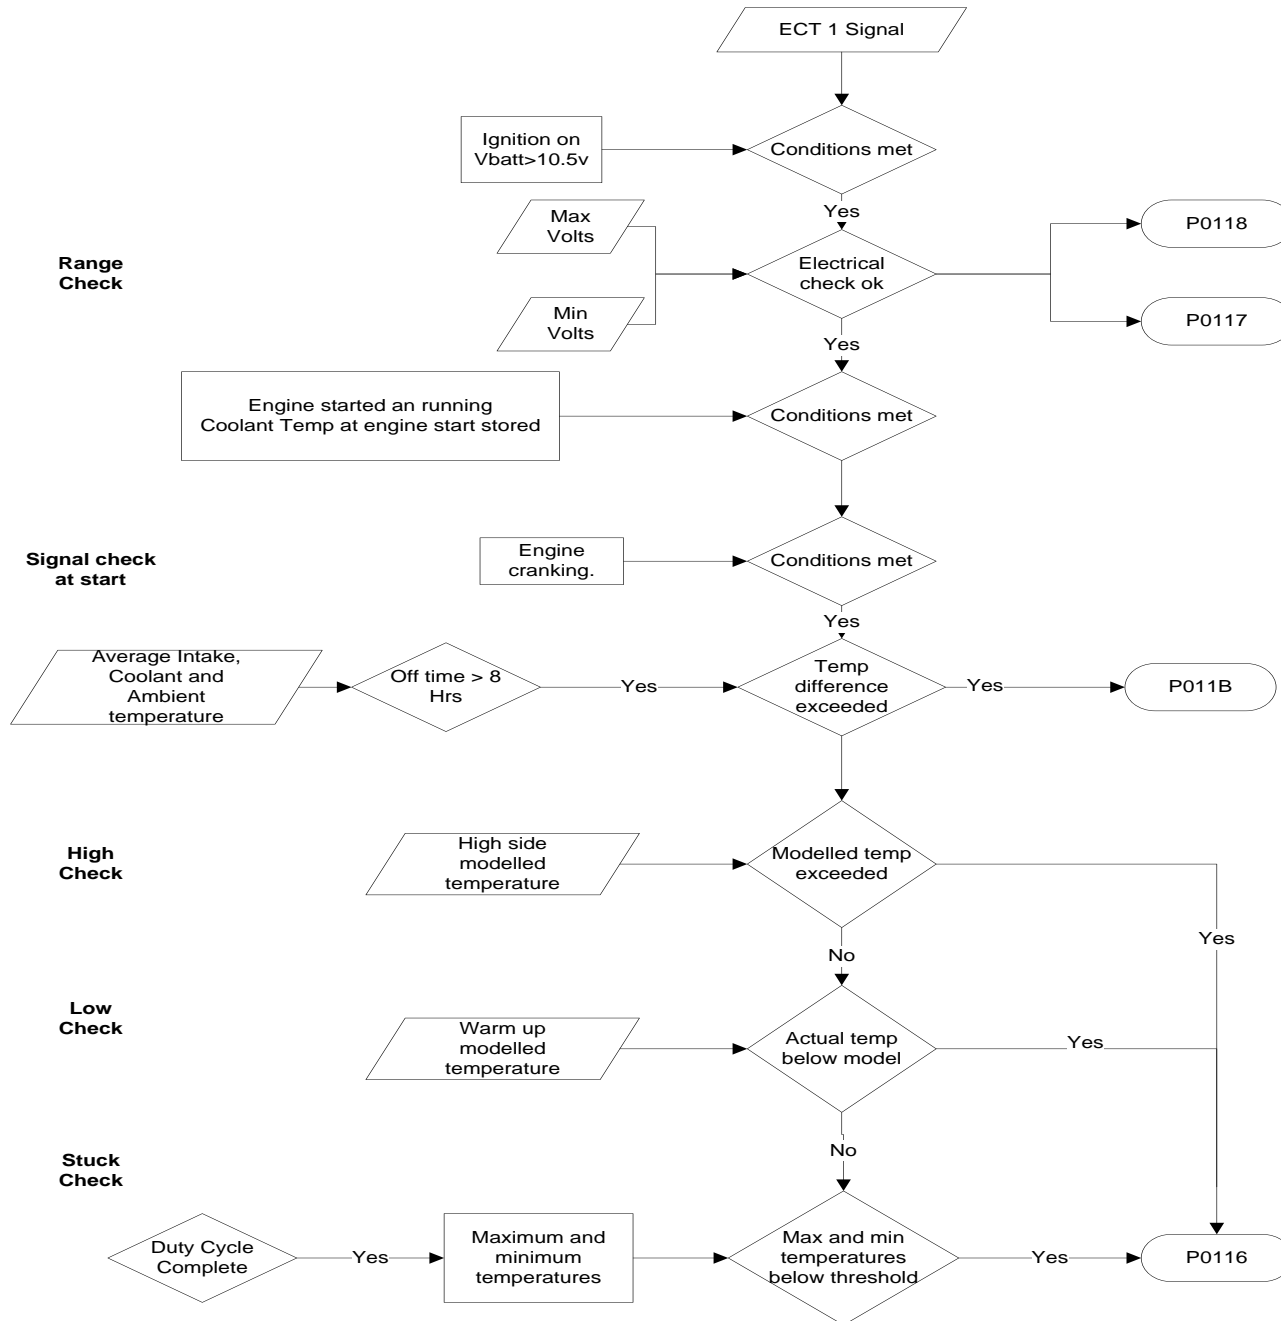 ECT 1 Signal
Ignition on
Vbatt>10.5v
Conditions met
Yes
Max
Volts
P0118
Range
Check
Electrical
check ok
Min
Volts
P0117
Yes
Engine started an running
Coolant Temp at engine start stored
Conditions met
Signal check
at start
Engine
cranking.
Conditions met
Yes
Average Intake,
Coolant and
Ambient
temperature
Off time > 8
Hrs
Yes
Temp
difference
exceeded
Yes
P011B
High
Check
High side
modelled
temperature
Modelled temp
exceeded
Yes
No
Low
Check
Warm up
modelled
temperature
Actual temp
below model
Yes
No
Stuck
Check
Duty Cycle
Complete
Yes
Maximum and
minimum
temperatures
Max and min
temperatures
below threshold
Yes
P0116